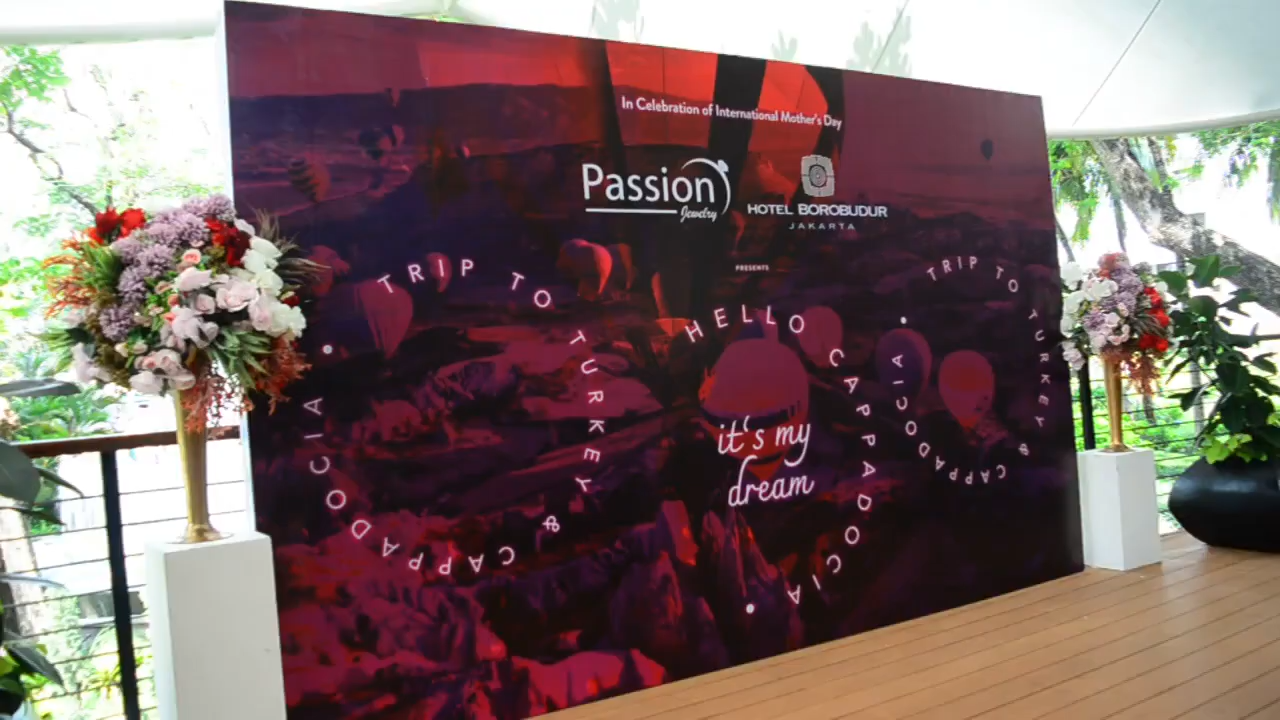 In Celebration of International Mother's Day
Passion
Jewelry
HOTEL BOROBUDUR
JAKARTA
PRESENTS
TRIP TO TURKEY & CAPPADOCIA
HELLO CAPPADOCIA
it's my
dream
TRIP TO TURKEY & CAPPADOCIA